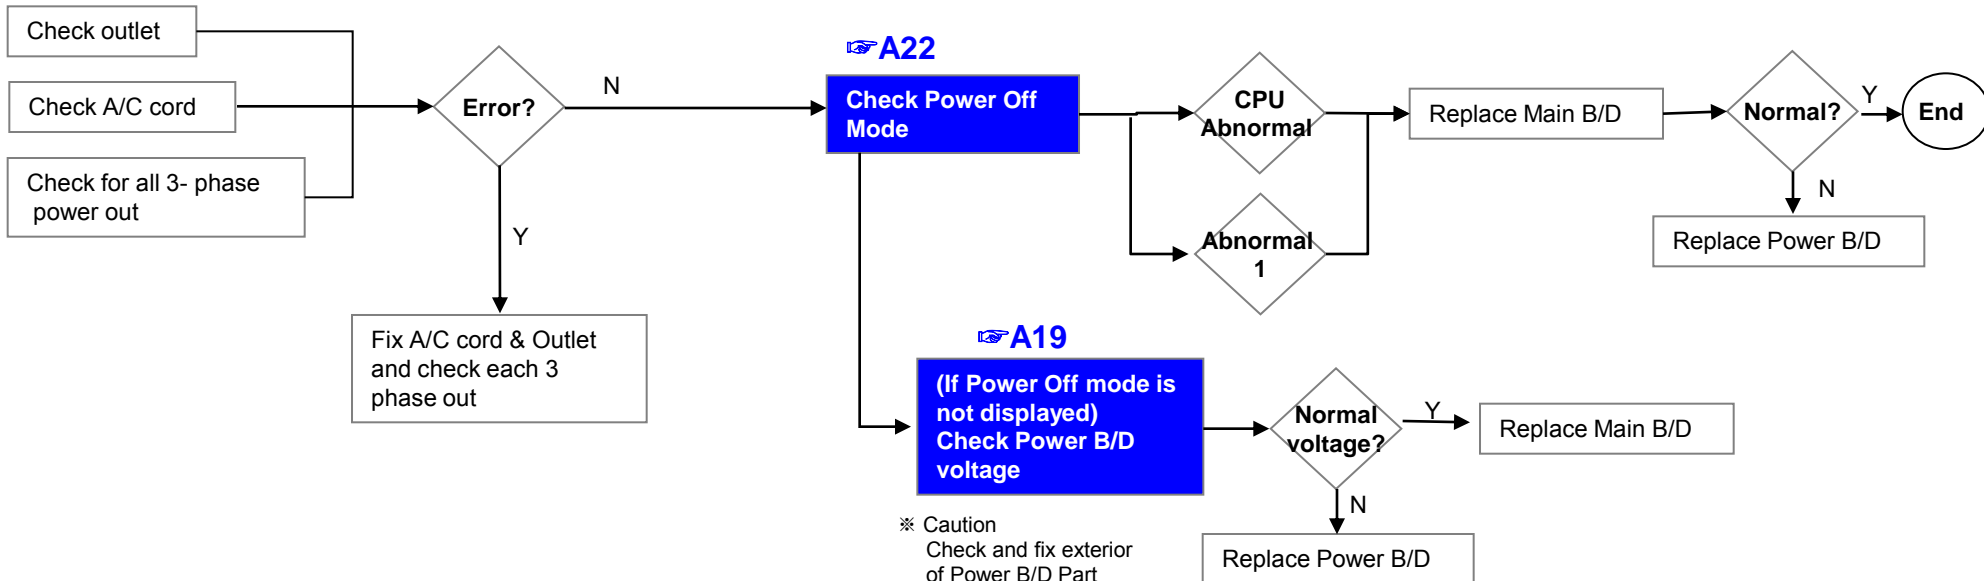 Check outlet
Check A/C cord
Check for all 3- phase
power out
Error?
N
Y
Fix A/C cord & Outlet
and check each 3
phase out
☞A22
Check Power Off
Mode
CPU
Abnormal
Abnormal
1
Replace Main B/D
Normal?
Y
End
N
Replace Power B/D
☞A19
(If Power Off mode is
not displayed)
Check Power B/D
voltage
Normal
voltage?
Y
Replace Main B/D
N
Replace Power B/D
※ Caution
Check and fix exterior
of Power B/D Part